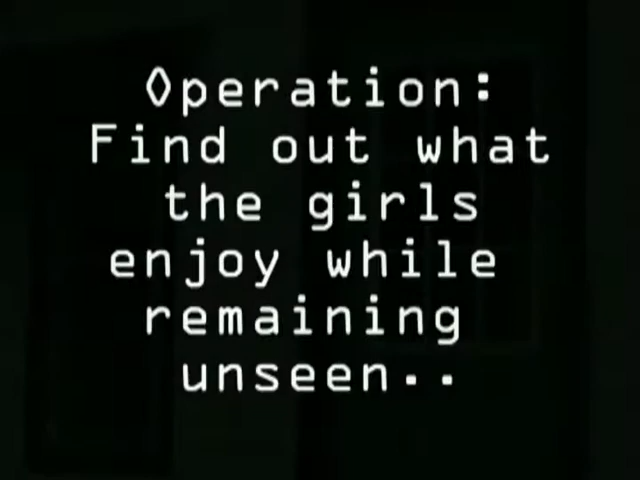 Operation:
Find out what
the girls
enjoy while
remaining
unseen..